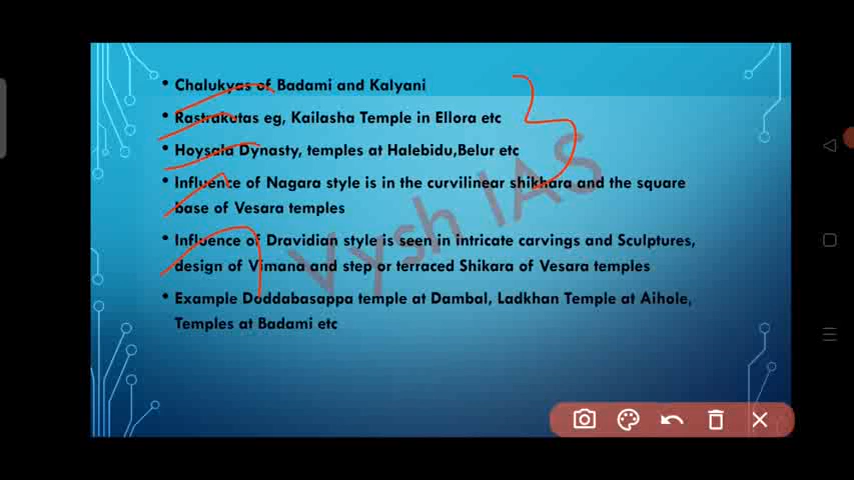 • Chalukyas of Badami and Kalyani
• Rastrakutas eg, Kailasha Temple in Ellora etc
• Hoysala Dynasty, temples at Halebidu,Belur etc
• Influence of Nagara style is in the curvilinear shikhara and the square
base of Vesara temples
• Influence of Dravidian style is seen in intricate carvings and Sculptures,
design of Vimana and step or terraced Shikara of Vesara temples
• Example Doddabasappa temple at Dambal, Ladkhan Temple at Aihole,
Temples at Badami etc
Vysh IAS